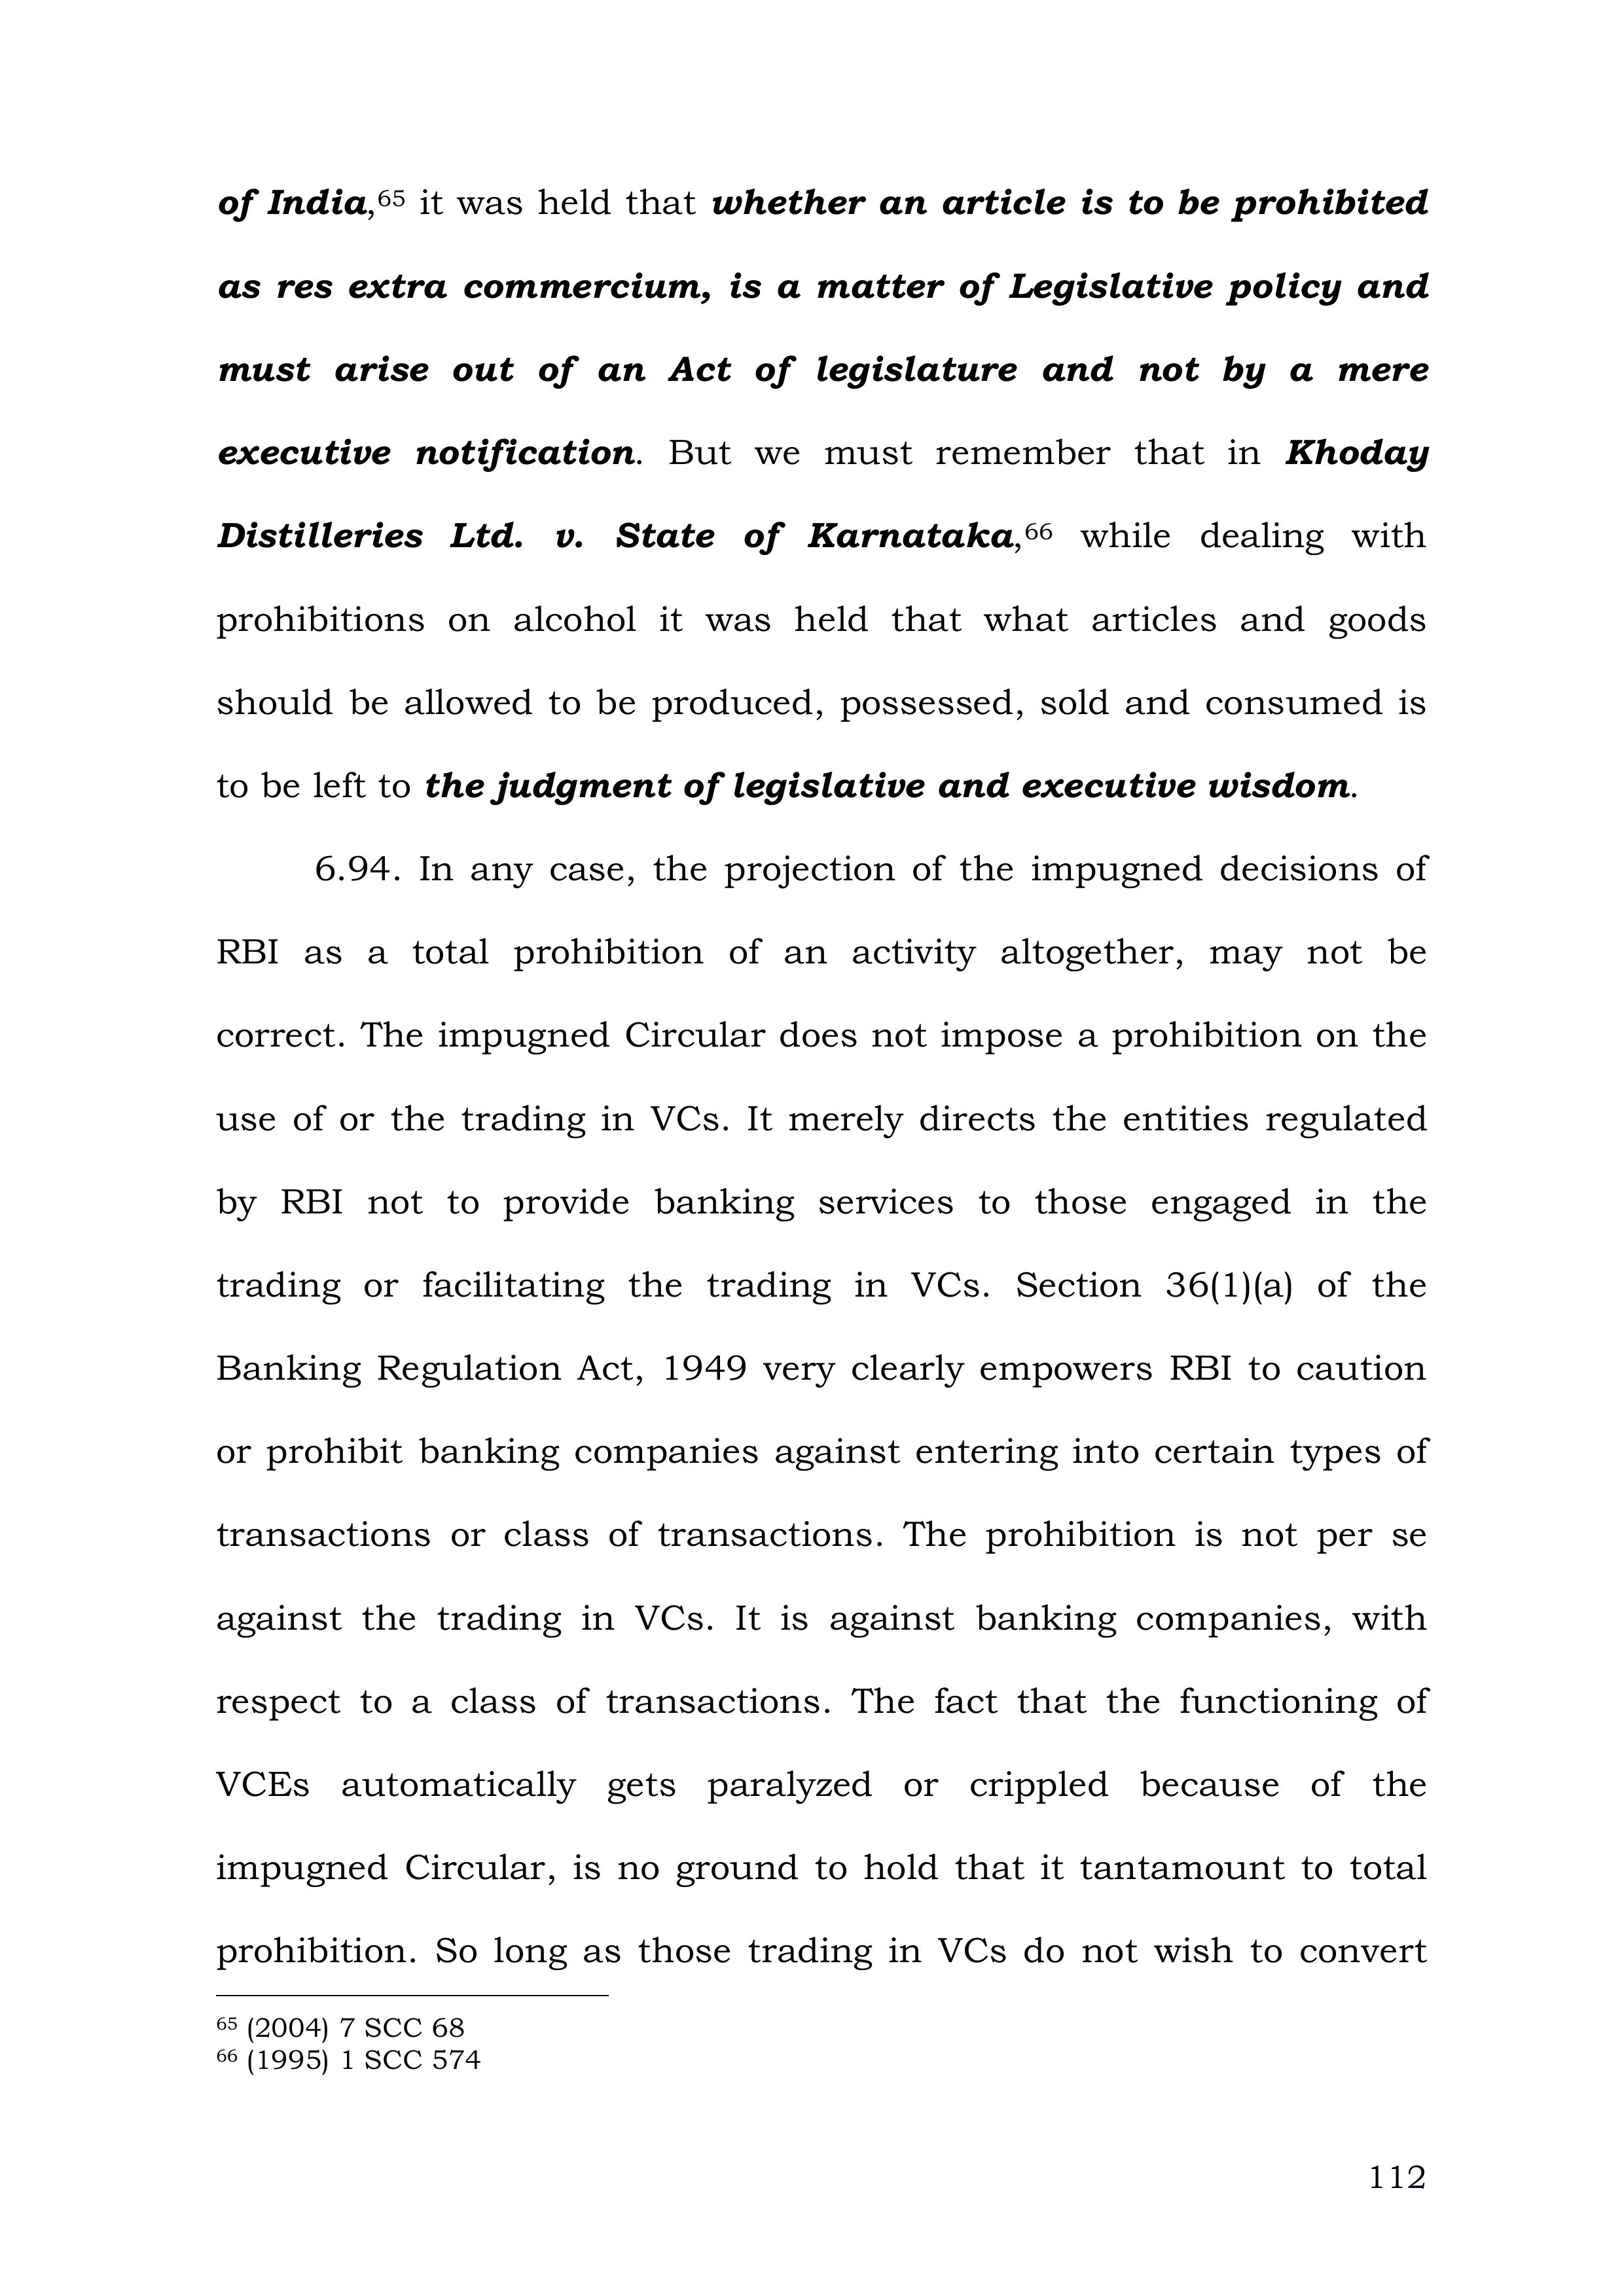 of India,65 it was held that whether an article is to be prohibited
as res extra commercium, is a matter of Legislative policy and
must arise out of an Act of legislature and not by a mere
executive notification. But we must remember that in Khoday
Distilleries Ltd. v. State of Karnataka,66 while dealing with
prohibitions on alcohol it was held that what articles and goods
should be allowed to be produced, possessed, sold and consumed is
to be left to the judgment of legislative and executive wisdom.
6.94. In any case, the projection of the impugned decisions of
RBI as a total prohibition of an activity altogether, may not be
correct. The impugned Circular does not impose a prohibition on the
use of or the trading in VCs. It merely directs the entities regulated
by RBI not to provide banking services to those engaged in the
trading or facilitating the trading in VCs. Section 36(1)(a) of the
Banking Regulation Act, 1949 very clearly empowers RBI to caution
or prohibit banking companies against entering into certain types of
transactions or class of transactions. The prohibition is not per se
against the trading in VCs. It is against banking companies, with
respect to a class of transactions. The fact that the functioning of
VCEs automatically gets paralyzed or crippled because of the
impugned Circular, is no ground to hold that it tantamount to total
prohibition. So long as those trading in VCs do not wish to convert
65 (2004) 7 SCC 68
66 (1995) 1 SCC 574
112